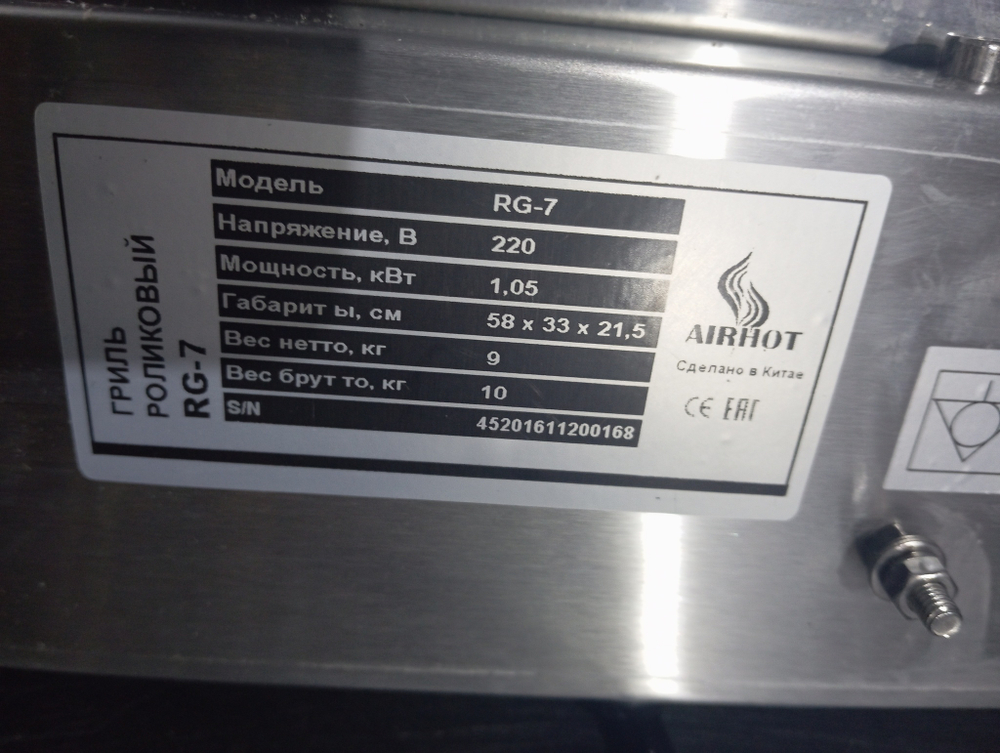 ГРИЛЬ
РОЛИКОВЫЙ
RG-7
Модель RG-7
Напряжение, В 220
Мощность, кВт 1,05
Габарит ы, см 58 x 33 x 21,5
Вес нетто, кг 9
Вес брут то, кг 10
S/N 45201611200168
AIRHOT
Сделано в Китае
CE EAC